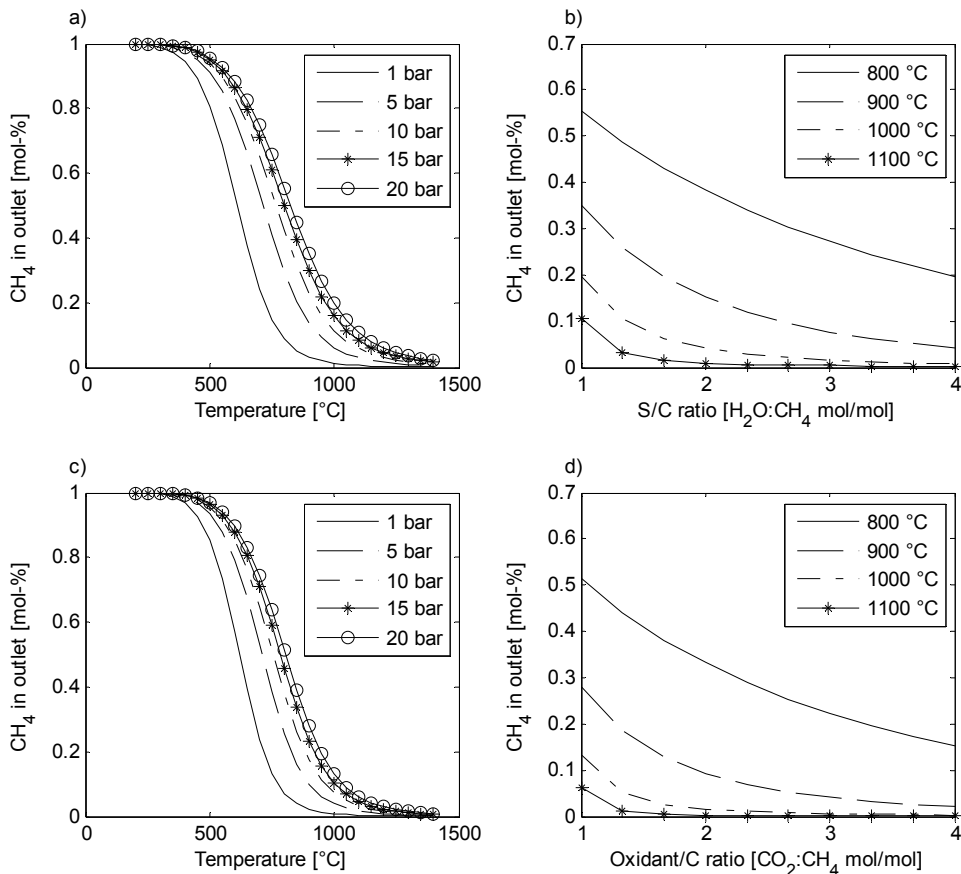 a)
CH4 in outlet [mol-%]
1
0.8
0.6
0.4
0.2
0
0
500
1000
1500
Temperature [°C]
1 bar
5 bar
10 bar
15 bar
20 bar
b)
CH4 in outlet [mol-%]
0.7
0.6
0.5
0.4
0.3
0.2
0.1
0
1
2
3
4
S/C ratio [H2O:CH4 mol/mol]
800 °C
900 °C
1000 °C
1100 °C
c)
CH4 in outlet [mol-%]
1
0.8
0.6
0.4
0.2
0
0
500
1000
1500
Temperature [°C]
1 bar
5 bar
10 bar
15 bar
20 bar
d)
CH4 in outlet [mol-%]
0.7
0.6
0.5
0.4
0.3
0.2
0.1
0
1
2
3
4
Oxidant/C ratio [CO2:CH4 mol/mol]
800 °C
900 °C
1000 °C
1100 °C